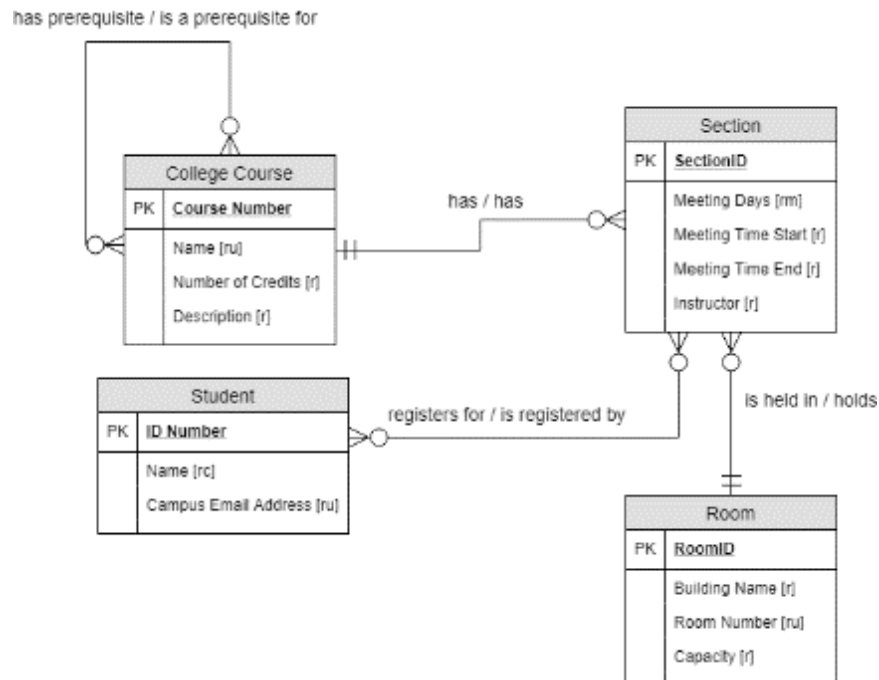 has prerequisite / is a prerequisite for
College Course
PK Course Number
Name [ru]
Number of Credits [r]
Description [r]
has / has
Section
PK SectionID
Meeting Days [rm]
Meeting Time Start [r]
Meeting Time End [r]
Instructor [r]
Student
PK ID Number
Name [rc]
Campus Email Address [ru]
registers for / is registered by
is held in / holds
Room
PK RoomID
Building Name [r]
Room Number [ru]
Capacity [r]